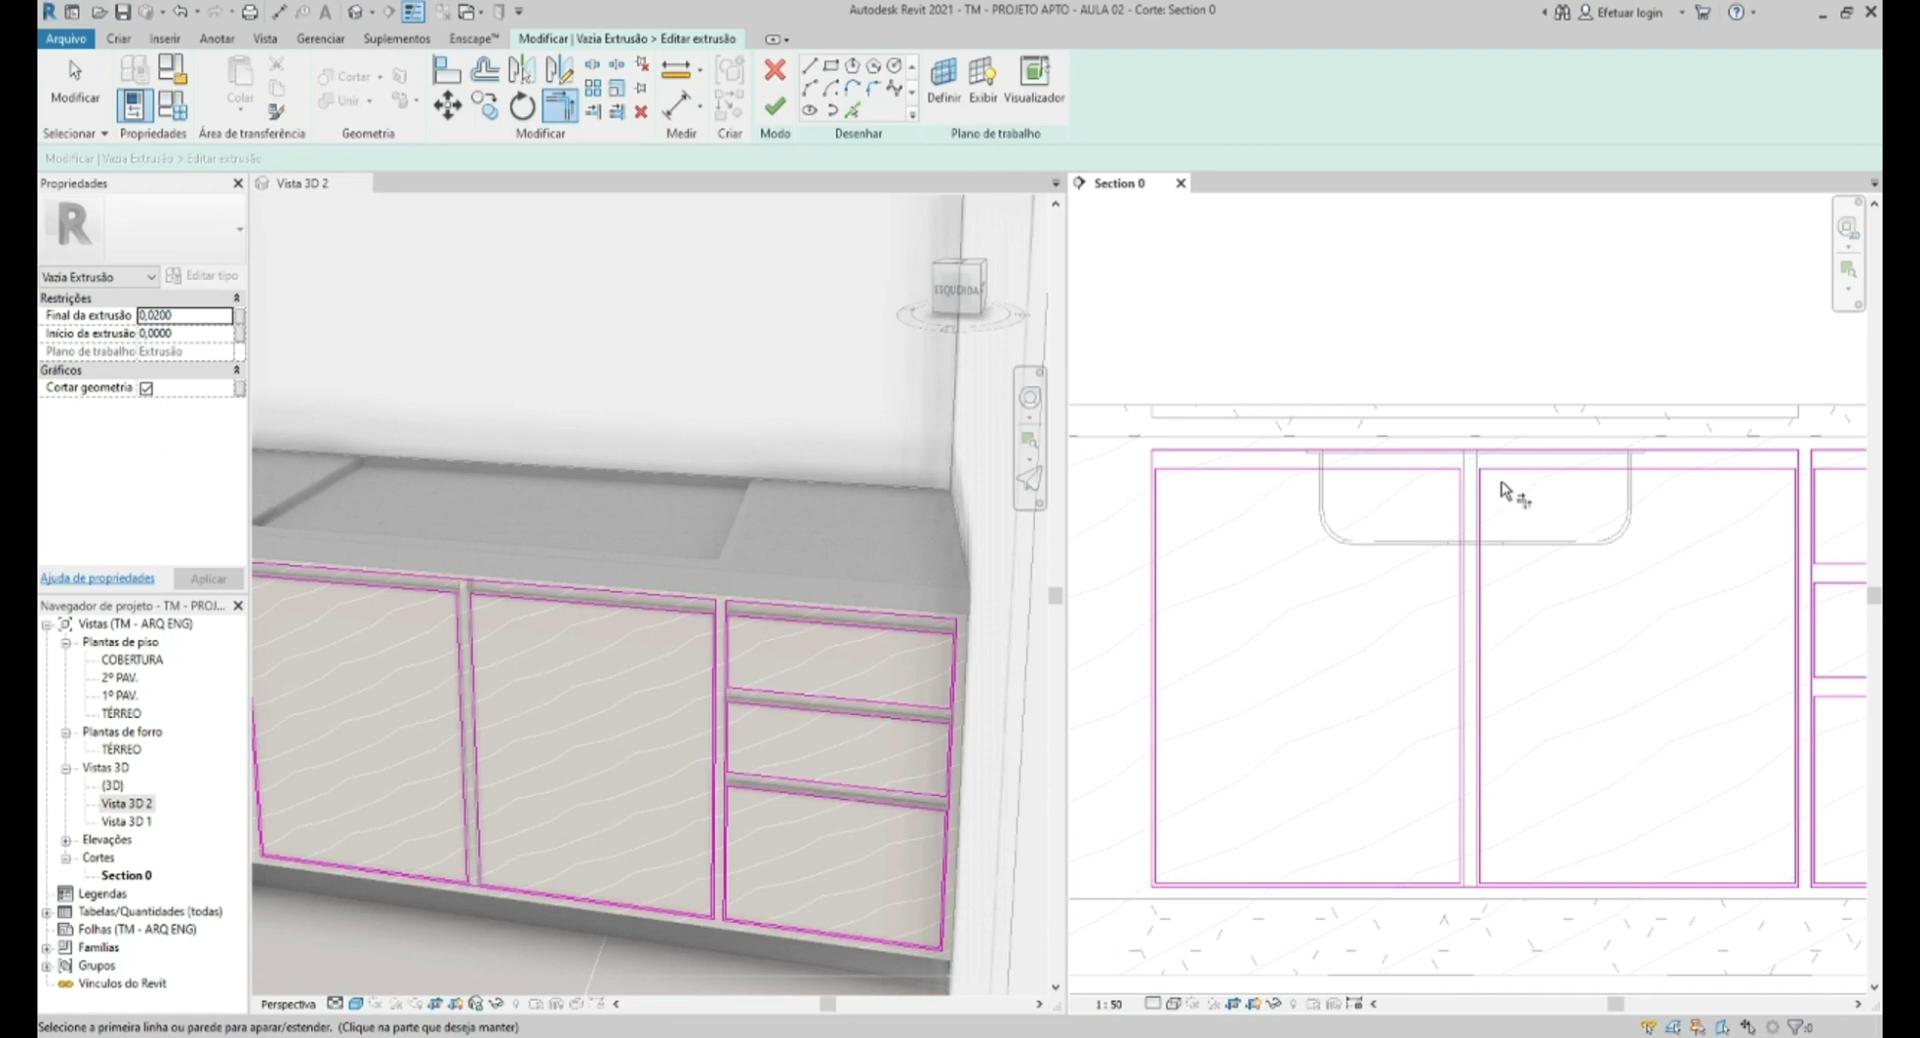 Autodesk Revit 2021 - TM - PROJETO APTO - AULA 02 - Corte: Section 0
Efetuar login
Arquivo Criar Inserir Anotar Vista Gerenciar Suplementos Enscape™ Modificar | Vazia Extrusão > Editar extrusão
Modificar
Colar
Cortar
Unir
Definir Exibir Visualizador
Selecionar Propriedades Área de transferência Geometria Modificar Medir Criar Modo Desenhar Plano de trabalho
Modificar | Vazia Extrusão > Editar extrusão
Propriedades
Vista 3D 2
Section 0
Vazia Extrusão
Editar tipo
Restrições
Final da extrusão 0,0200
Início da extrusão 0,0000
Plano de trabalho Extrusão
Gráficos
Cortar geometria
ESQUERDA
Ajuda de propriedades
Aplicar
Navegador de projeto - TM - PROJ...
Vistas (TM - ARQ ENG)
Plantas de piso
COBERTURA
2º PAV.
1º PAV.
TÉRREO
Plantas de forro
TÉRREO
Vistas 3D
(3D)
Vista 3D 2
Vista 3D 1
Elevações
Cortes
Section 0
Legendas
Tabelas/Quantidades (todas)
Folhas (TM - ARQ ENG)
Famílias
Grupos
Vínculos do Revit
Perspectiva
1 : 50
Selecione a primeira linha ou parede para aparar/estender. (Clique na parte que deseja manter)
:0